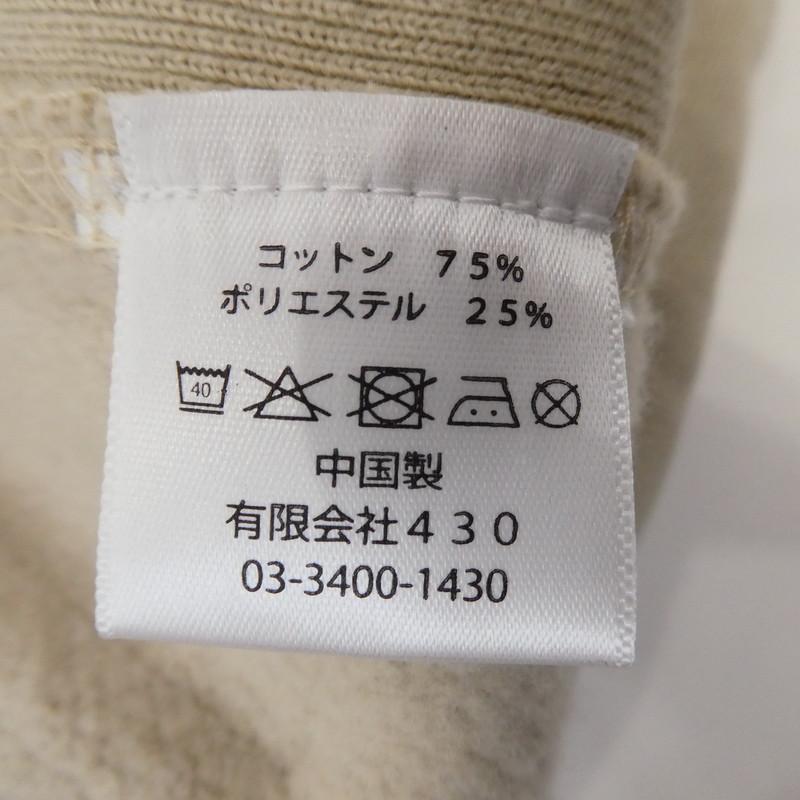 コットン　７５％
ポリエステル　２５％
40
中国製
有限会社４３０
03-3400-1430